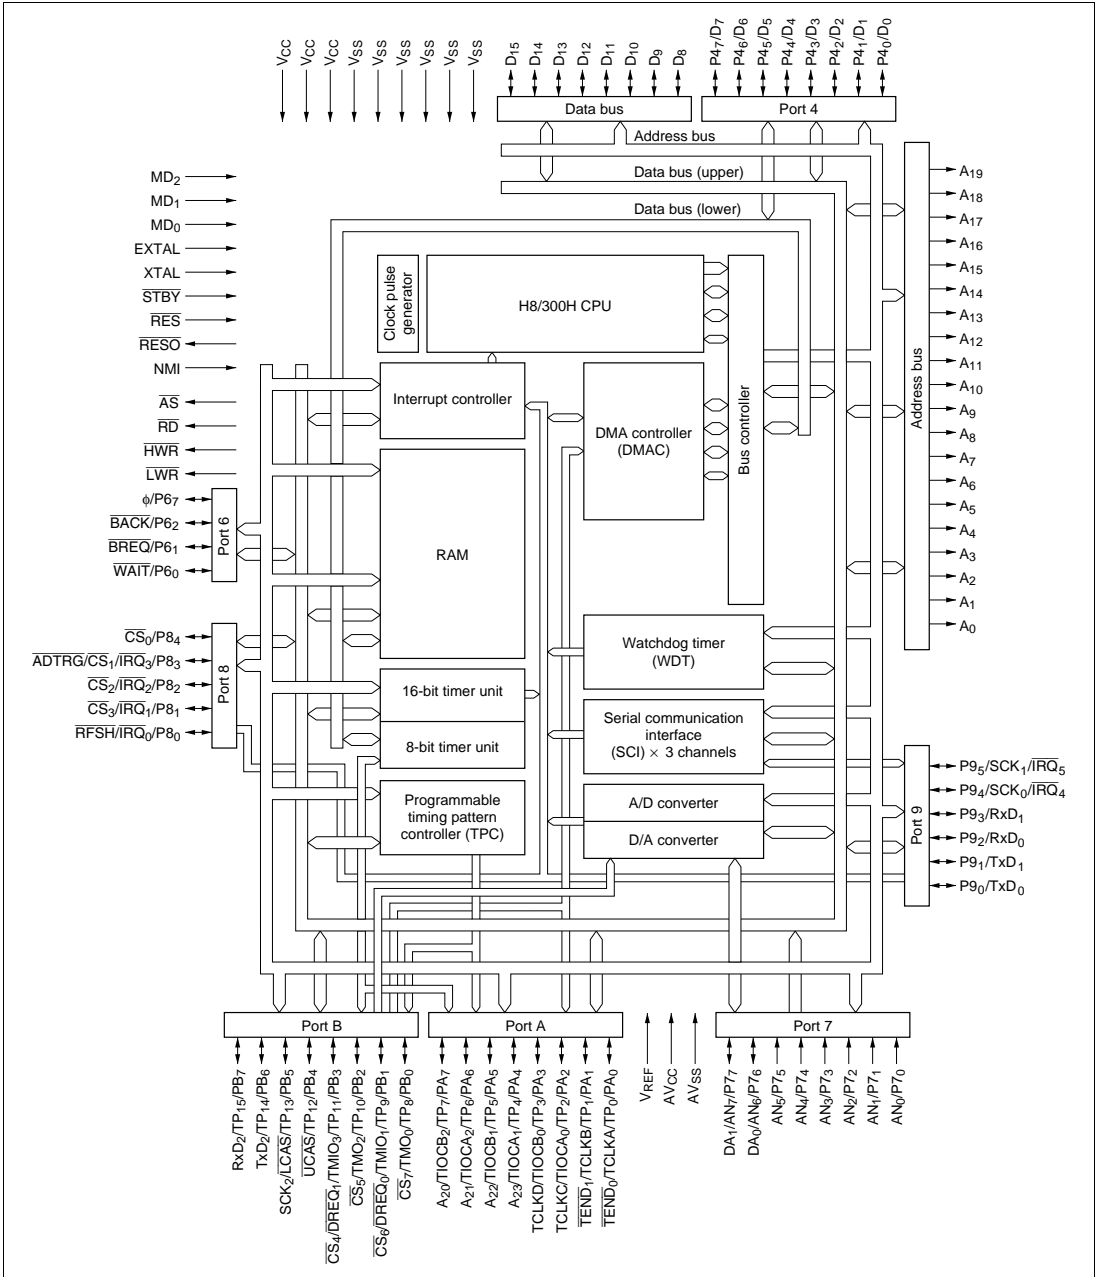 VCC
VCC
VCC
VSS
VSS
VSS
VSS
VSS
VSS
D15
D14
D13
D12
D11
D10
D9
D8
P47/D7
P46/D6
P45/D5
P44/D4
P43/D3
P42/D2
P41/D1
P40/D0
Data bus
Port 4
Address bus
Data bus (upper)
Data bus (lower)
MD2
MD1
MD0
EXTAL
XTAL
STBY
RES
RESO
NMI
AS
RD
HWR
LWR
φ/P67
BACK/P62
BREQ/P61
WAIT/P60
Port 6
CS0/P84
ADTRG/CS1/IRQ3/P83
CS2/IRQ2/P82
CS3/IRQ1/P81
RFSH/IRQ0/P80
Port 8
Clock pulse
generator
H8/300H CPU
Interrupt controller
DMA controller
(DMAC)
Bus controller
RAM
Watchdog timer
(WDT)
16-bit timer unit
8-bit timer unit
Serial communication
interface
(SCI) × 3 channels
Programmable
timing pattern
controller (TPC)
A/D converter
D/A converter
Address bus
A19
A18
A17
A16
A15
A14
A13
A12
A11
A10
A9
A8
A7
A6
A5
A4
A3
A2
A1
A0
Port 9
P95/SCK1/IRQ5
P94/SCK0/IRQ4
P93/RxD1
P92/RxD0
P91/TxD1
P90/TxD0
Port B
Port A
Port 7
RxD2/TP15/PB7
TxD2/TP14/PB6
SCK2/LCAS/TP13/PB5
UCAS/TP12/PB4
CS4/DREQ1/TMIO3/TP11/PB3
CS5/TMO2/TP10/PB2
CS6/DREQ0/TMIO1/TP9/PB1
CS7/TMO0/TP8/PB0
A20/TIOCB2/TP7/PA7
A21/TIOCA2/TP6/PA6
A22/TIOCB1/TP5/PA5
A23/TIOCA1/TP4/PA4
TCLKD/TIOCB0/TP3/PA3
TCLKC/TIOCA0/TP2/PA2
TEND1/TCLKB/TP1/PA1
TEND0/TCLKA/TP0/PA0
VREF
AVCC
AVSS
DA1/AN7/P77
DA0/AN6/P76
AN5/P75
AN4/P74
AN3/P73
AN2/P72
AN1/P71
AN0/P70